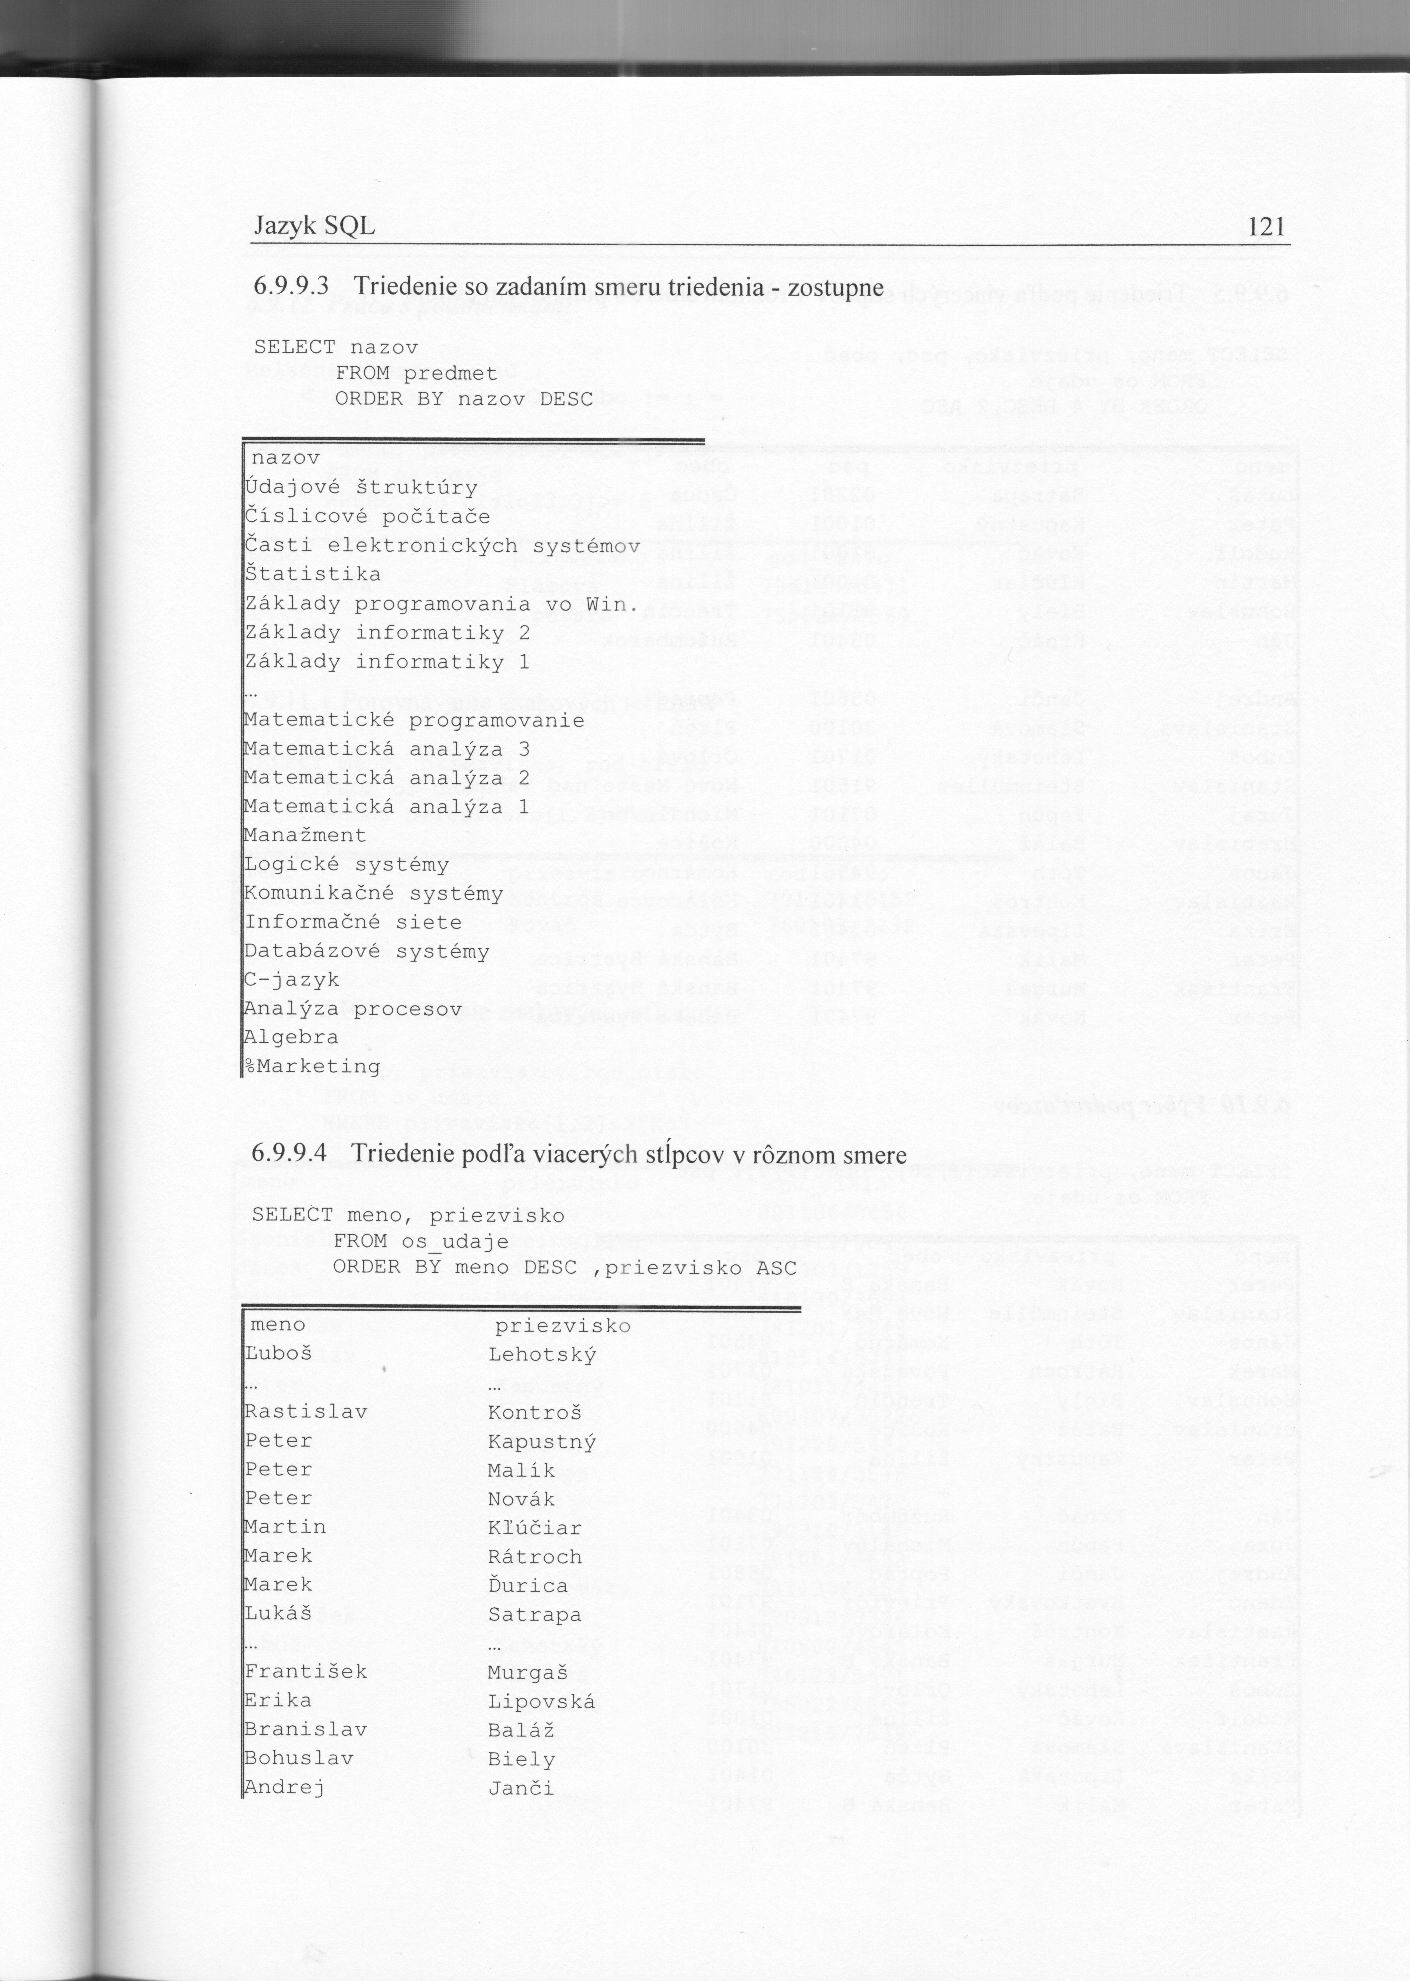 Jazyk SQL 121
6.9.9.3 Triedenie so zadaním smeru triedenia - zostupne
SELECT nazov
FROM predmet
ORDER BY nazov DESC
nazov
Údajové štruktúry
Číslicové počítače
Časti elektronických systémov
Štatistika
Základy programovania vo Win.
Základy informatiky 2
Základy informatiky 1
…
Matematické programovanie
Matematická analýza 3
Matematická analýza 2
Matematická analýza 1
Manažment
Logické systémy
Komunikačné systémy
Informačné siete
Databázové systémy
C-jazyk
Analýza procesov
Algebra
%Marketing
6.9.9.4 Triedenie podľa viacerých stĺpcov v rôznom smere
SELECT meno, priezvisko
FROM os_udaje
ORDER BY meno DESC ,priezvisko ASC
meno priezvisko
Ľuboš Lehotský
… …
Rastislav Kontroš
Peter Kapustný
Peter Malík
Peter Novák
Martin Kľúčiar
Marek Rátroch
Marek Ďurica
Lukáš Satrapa
… …
František Murgaš
Erika Lipovská
Branislav Baláž
Bohuslav Biely
Andrej Janči